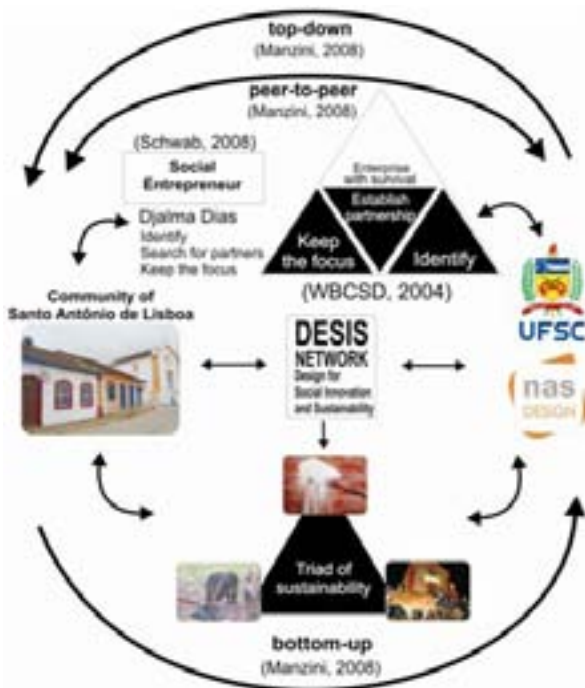 top-down
(Manzini, 2008)
peer-to-peer
(Manzini, 2008)
(Schwab, 2008)
Social
Entrepreneur
Djalma Dias
Identify
Search for partners
Keep the focus
Enterprise
with survival
Establish
partnership
Keep
the focus
Identify
(WBCSD, 2004)
Community of
Santo Antônio de Lisboa
DESIS
NETWORK
Design for
Social Innovation
and Sustainability
UFSC
nas
DESIGN
Triad of
sustainability
bottom-up
(Manzini, 2008)